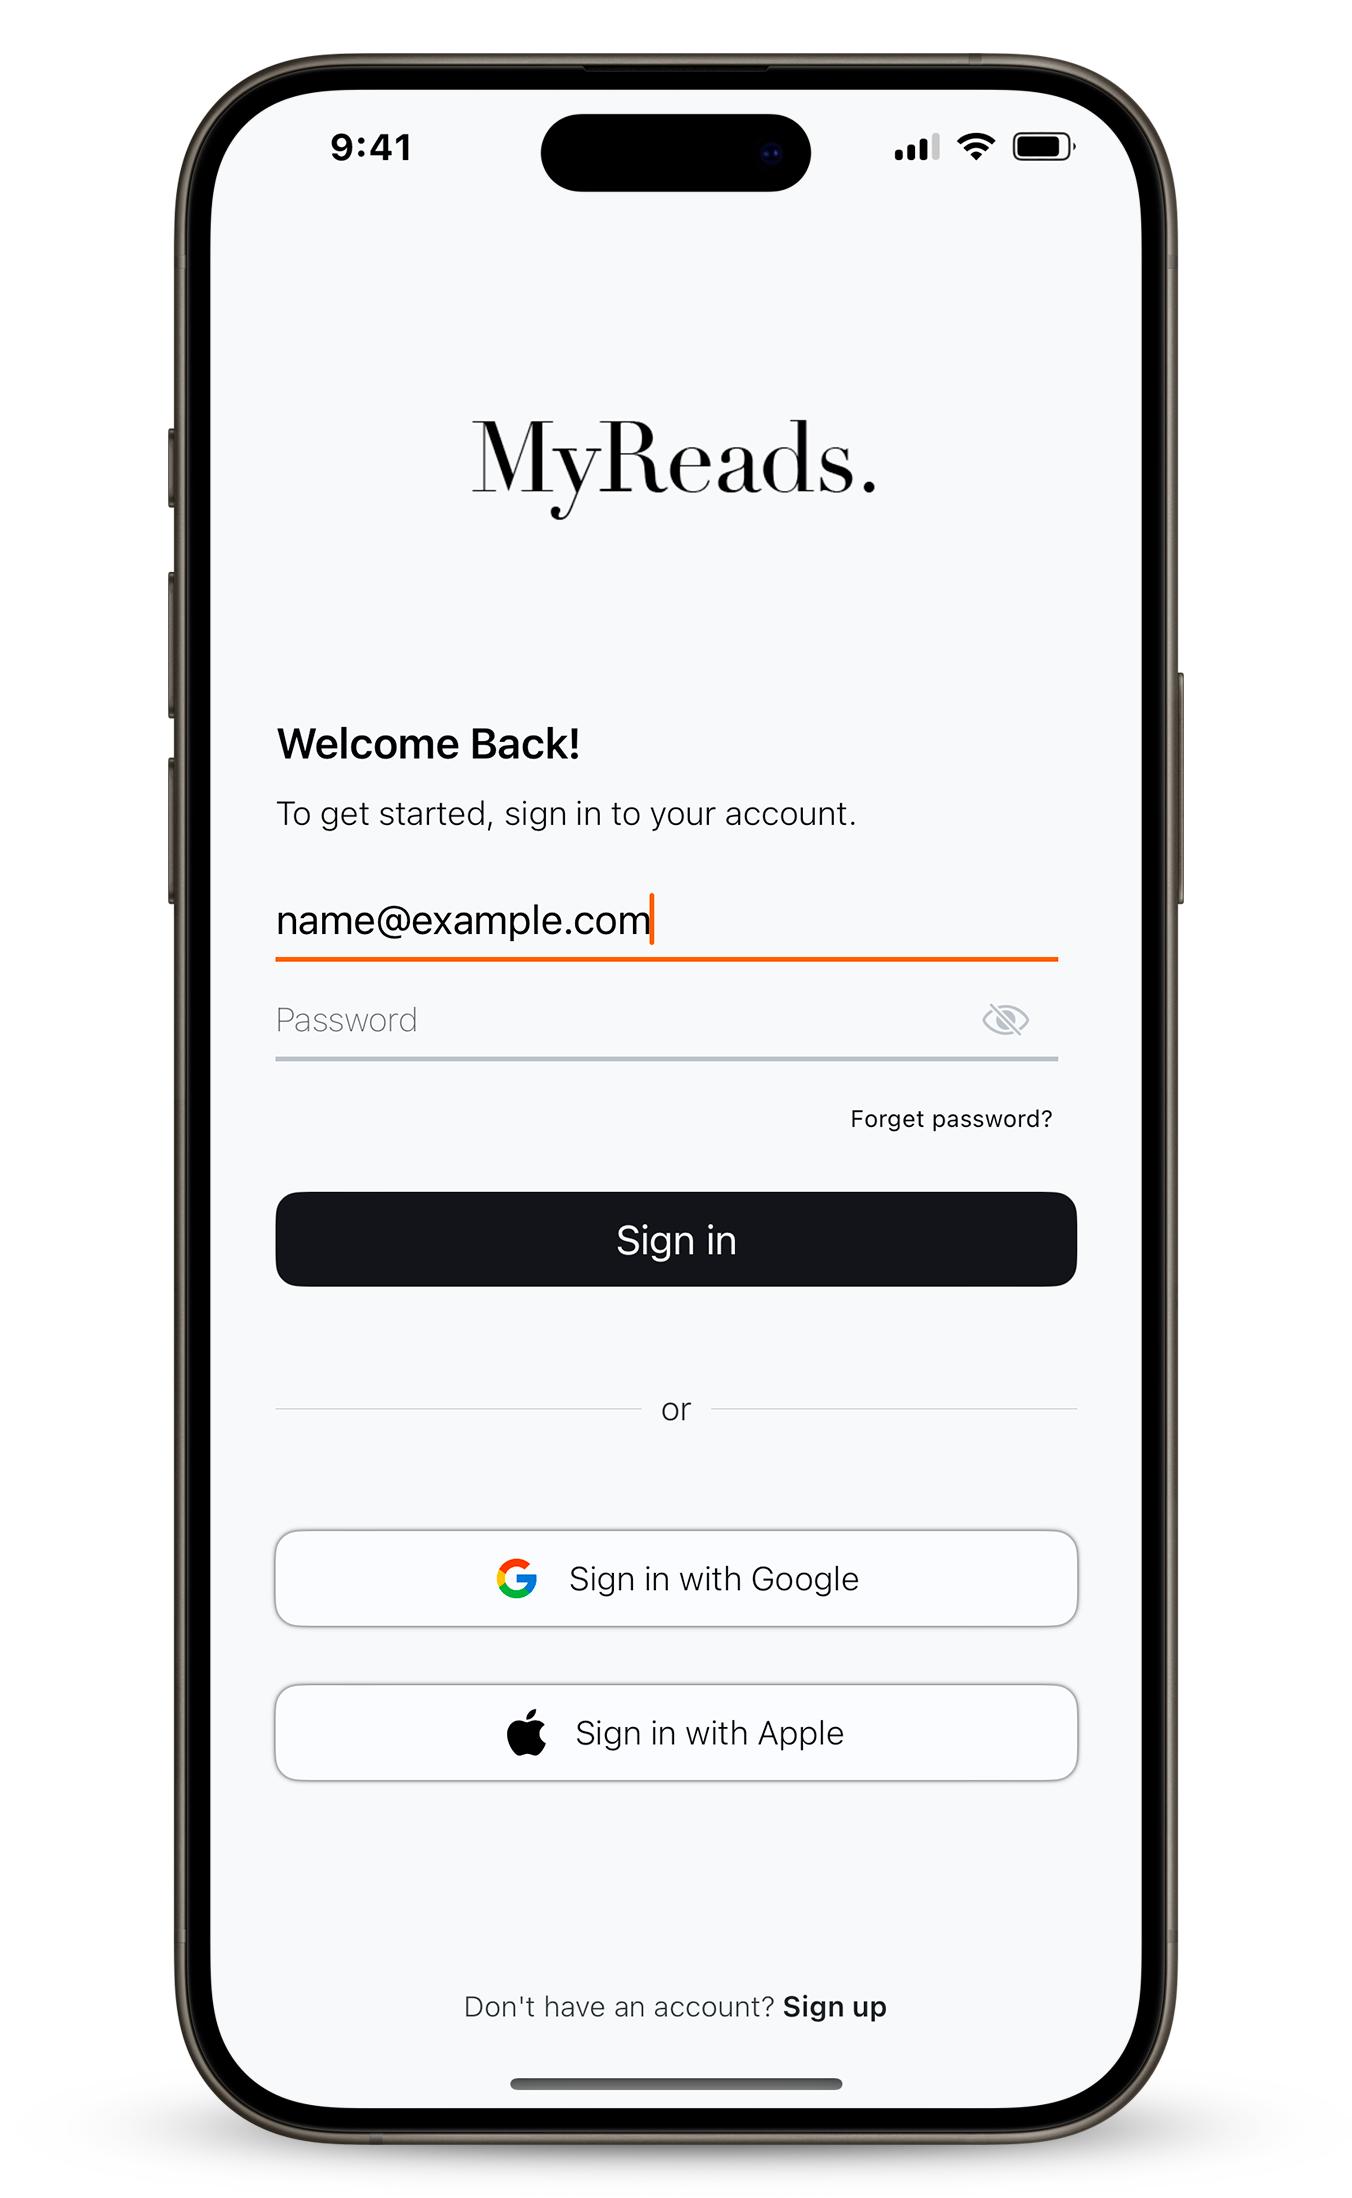 9:41
MyReads.
Welcome Back!
To get started, sign in to your account.
name@example.com
Password
Forget password?
Sign in
or
Sign in with Google
Sign in with Apple
Don't have an account? Sign up